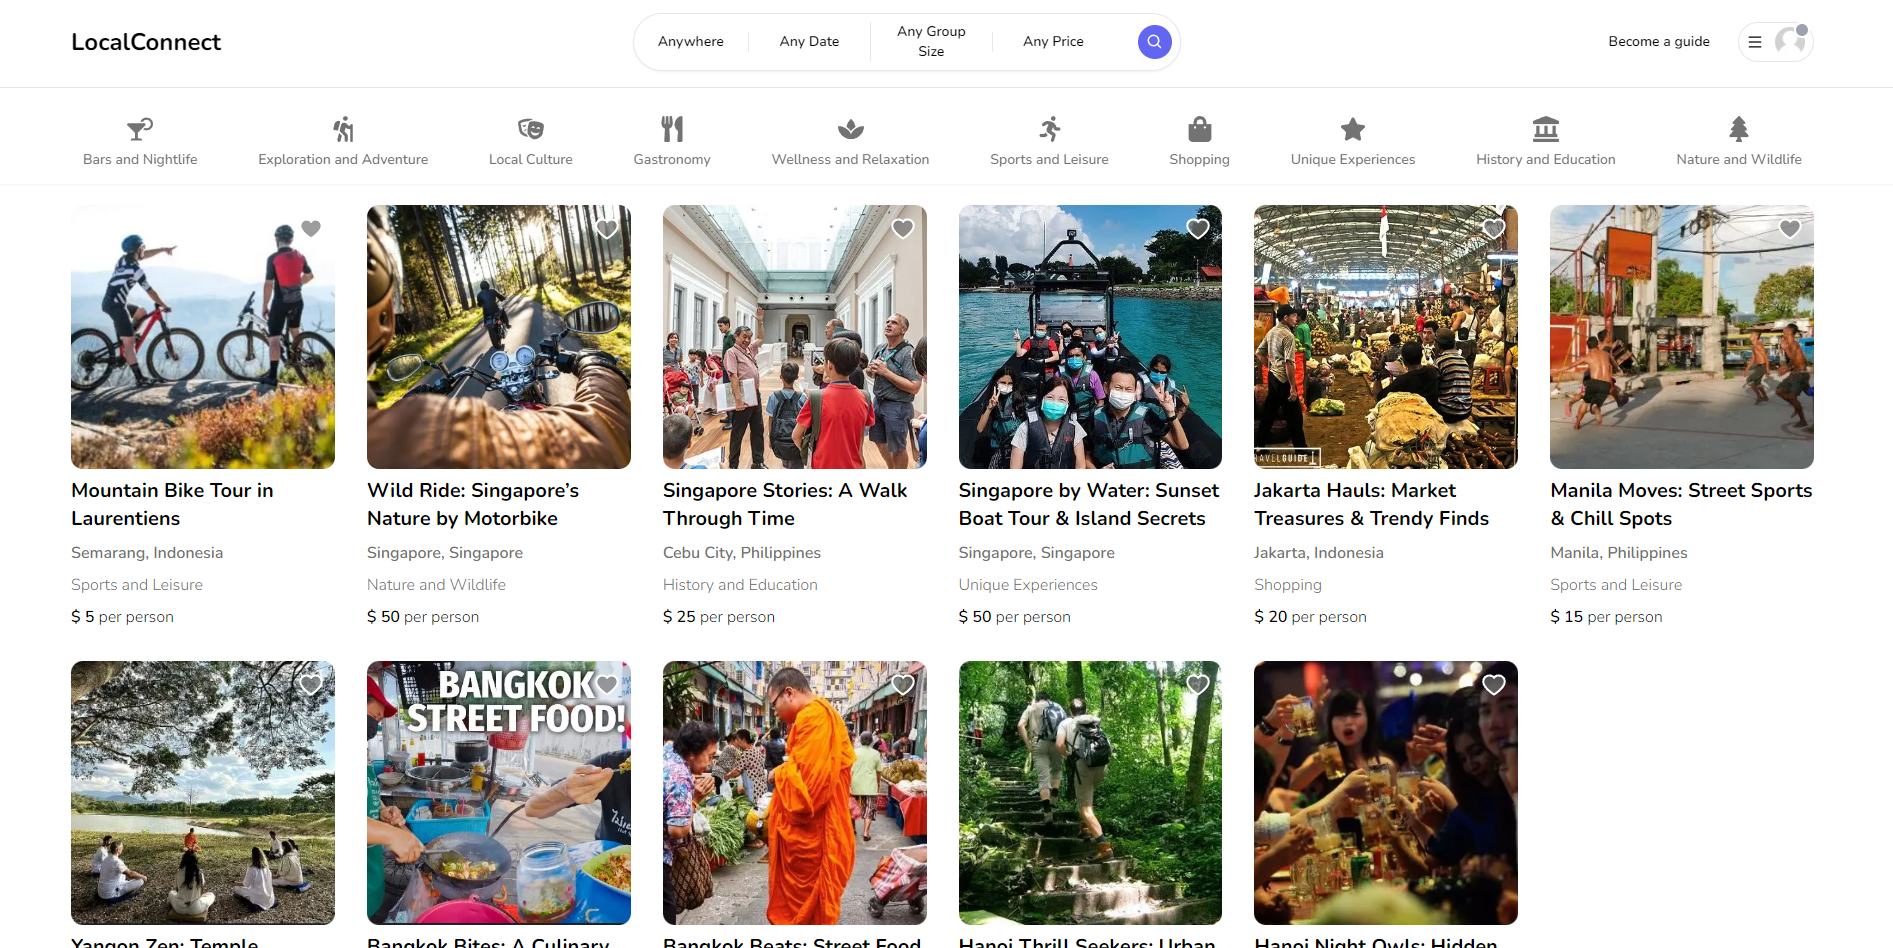 LocalConnect
Anywhere
Any Date
Any Group
Size
Any Price
Become a guide
Bars and Nightlife
Exploration and Adventure
Local Culture
Gastronomy
Wellness and Relaxation
Sports and Leisure
Shopping
Unique Experiences
History and Education
Nature and Wildlife
Mountain Bike Tour in
Laurentiens
Semarang, Indonesia
Sports and Leisure
$ 5 per person
Wild Ride: Singapore’s
Nature by Motorbike
Singapore, Singapore
Nature and Wildlife
$ 50 per person
Singapore Stories: A Walk
Through Time
Cebu City, Philippines
History and Education
$ 25 per person
Singapore by Water: Sunset
Boat Tour & Island Secrets
Singapore, Singapore
Unique Experiences
$ 50 per person
RAVELGUIDE
Jakarta Hauls: Market
Treasures & Trendy Finds
Jakarta, Indonesia
Shopping
$ 20 per person
Manila Moves: Street Sports
& Chill Spots
Manila, Philippines
Sports and Leisure
$ 15 per person
Yangon Zen: Temple
BANGKOK
STREET FOOD!
Bangkok Bites: A Culinary
Bangkok Beats: Street Food
Hanoi Thrill Seekers: Urban
Hanoi Night Owls: Hidden